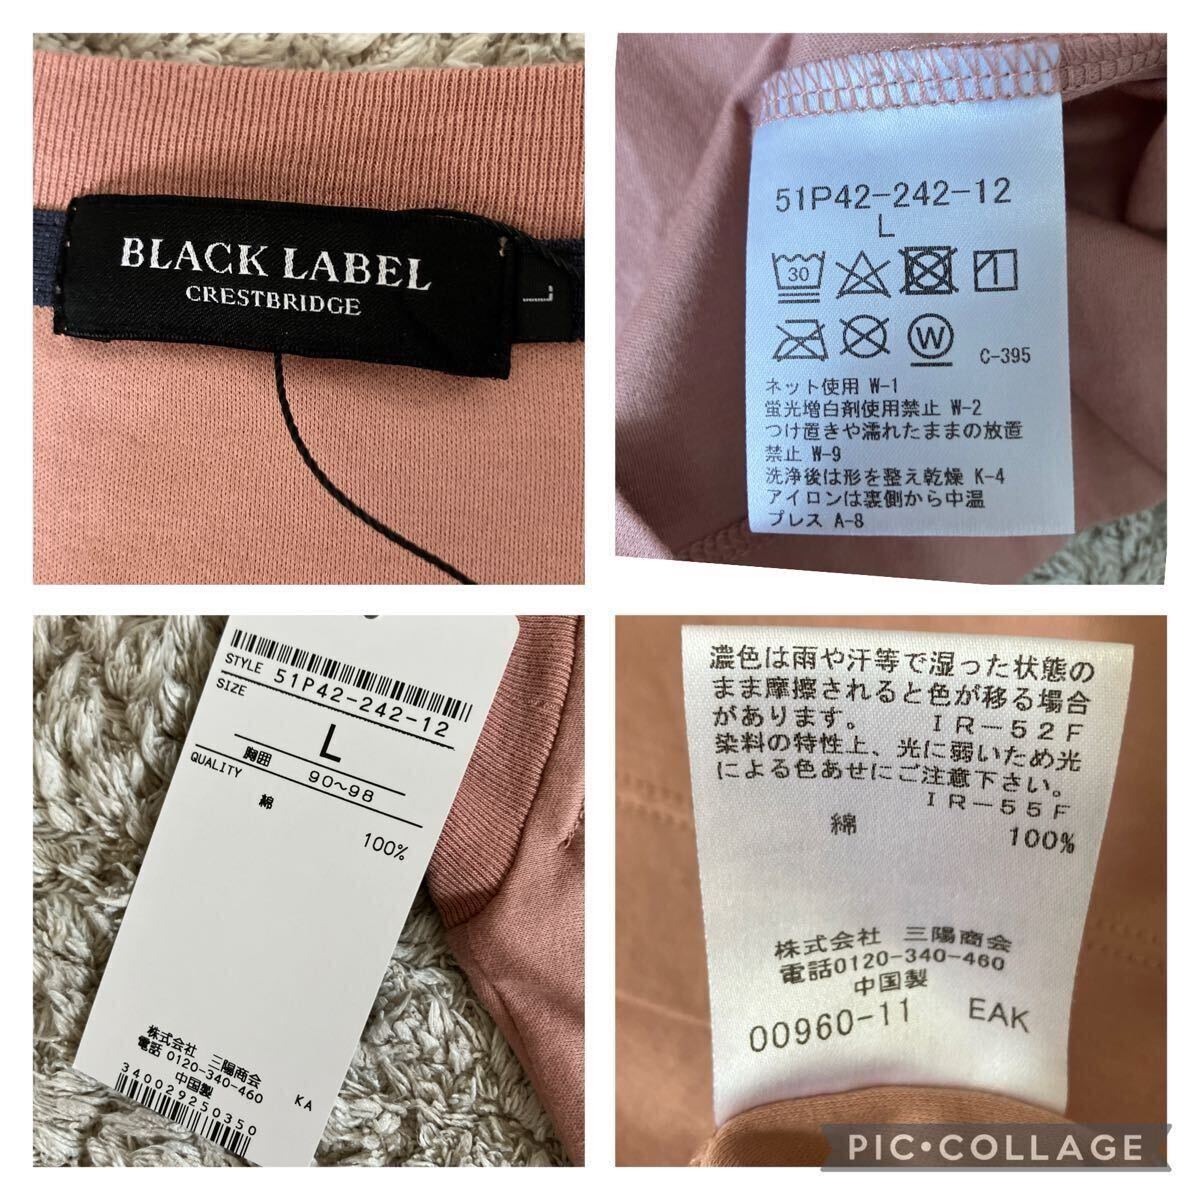 BLACK LABEL
CRESTBRIDGE
L
51P42-242-12
L
30
W
C-395
ネット使用 W-1
蛍光増白剤使用禁止 W-2
つけ置きや濡れたままの放置
禁止 W-9
洗浄後は形を整え乾燥 K-4
アイロンは裏側から中温
プレス A-8
STYLE 51P42-242-12
SIZE
L
胸囲 90〜98
QUALITY
綿
100%
株式会社 三陽商会
電話 0120-340-460
中国製
KA
340029250350
濃色は雨や汗等で湿った状態の
まま摩擦されると色が移る場合
があります。 IR-52F
染料の特性上、光に弱いため光
による色あせにご注意下さい。
IR-55F
綿 100%
株式会社 三陽商会
電話0120-340-460
中国製
00960-11 EAK
PIC•COLLAGE